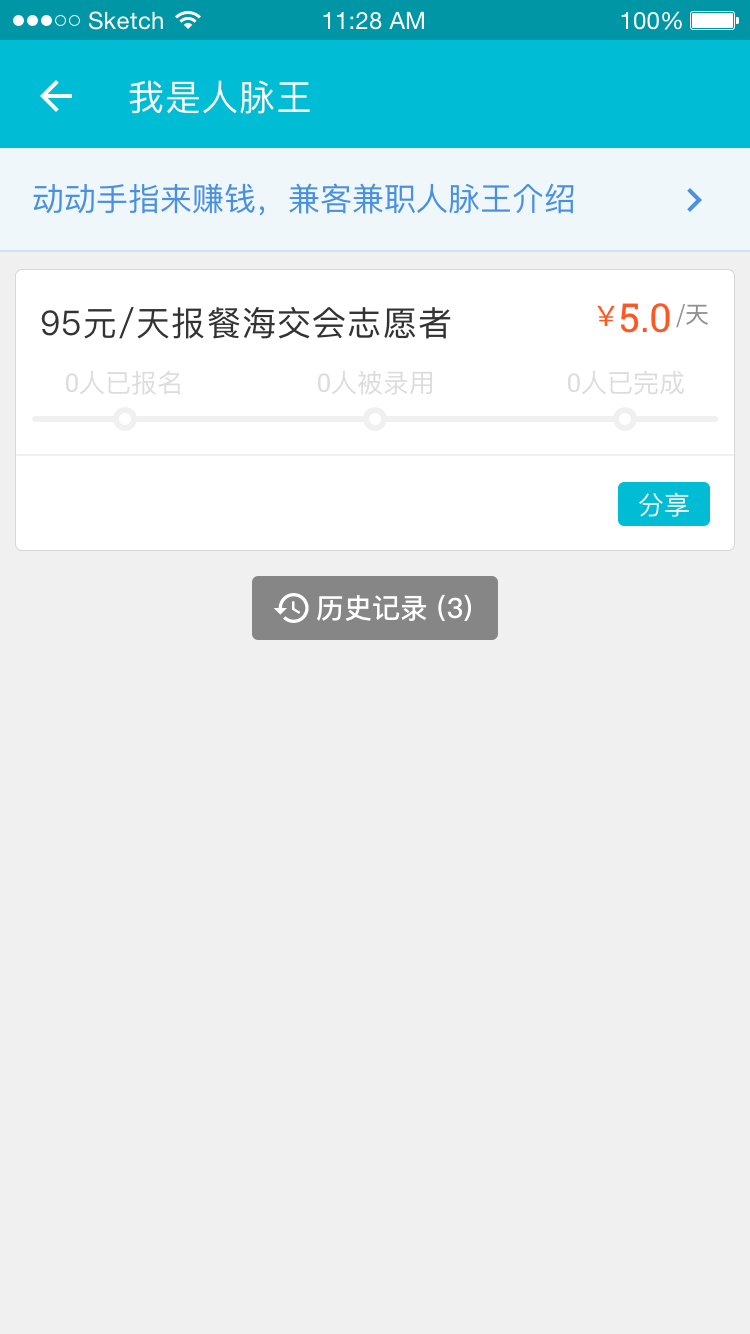 Sketch 11:28 AM 100%
我是人脉王
动动手指来赚钱，兼客兼职人脉王介绍
95元/天报餐海交会志愿者 ¥5.0/天
0人已报名 0人被录用 0人已完成
分享
历史记录 (3)